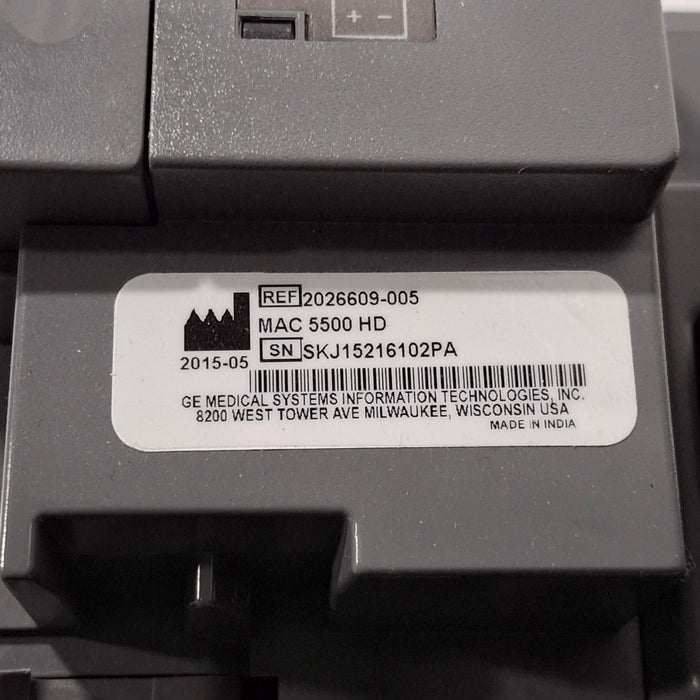 + -
REF 2026609-005
MAC 5500 HD
SN SKJ15216102PA
2015-05
GE MEDICAL SYSTEMS INFORMATION TECHNOLOGIES, INC.
8200 WEST TOWER AVE MILWAUKEE, WISCONSIN USA
MADE IN INDIA